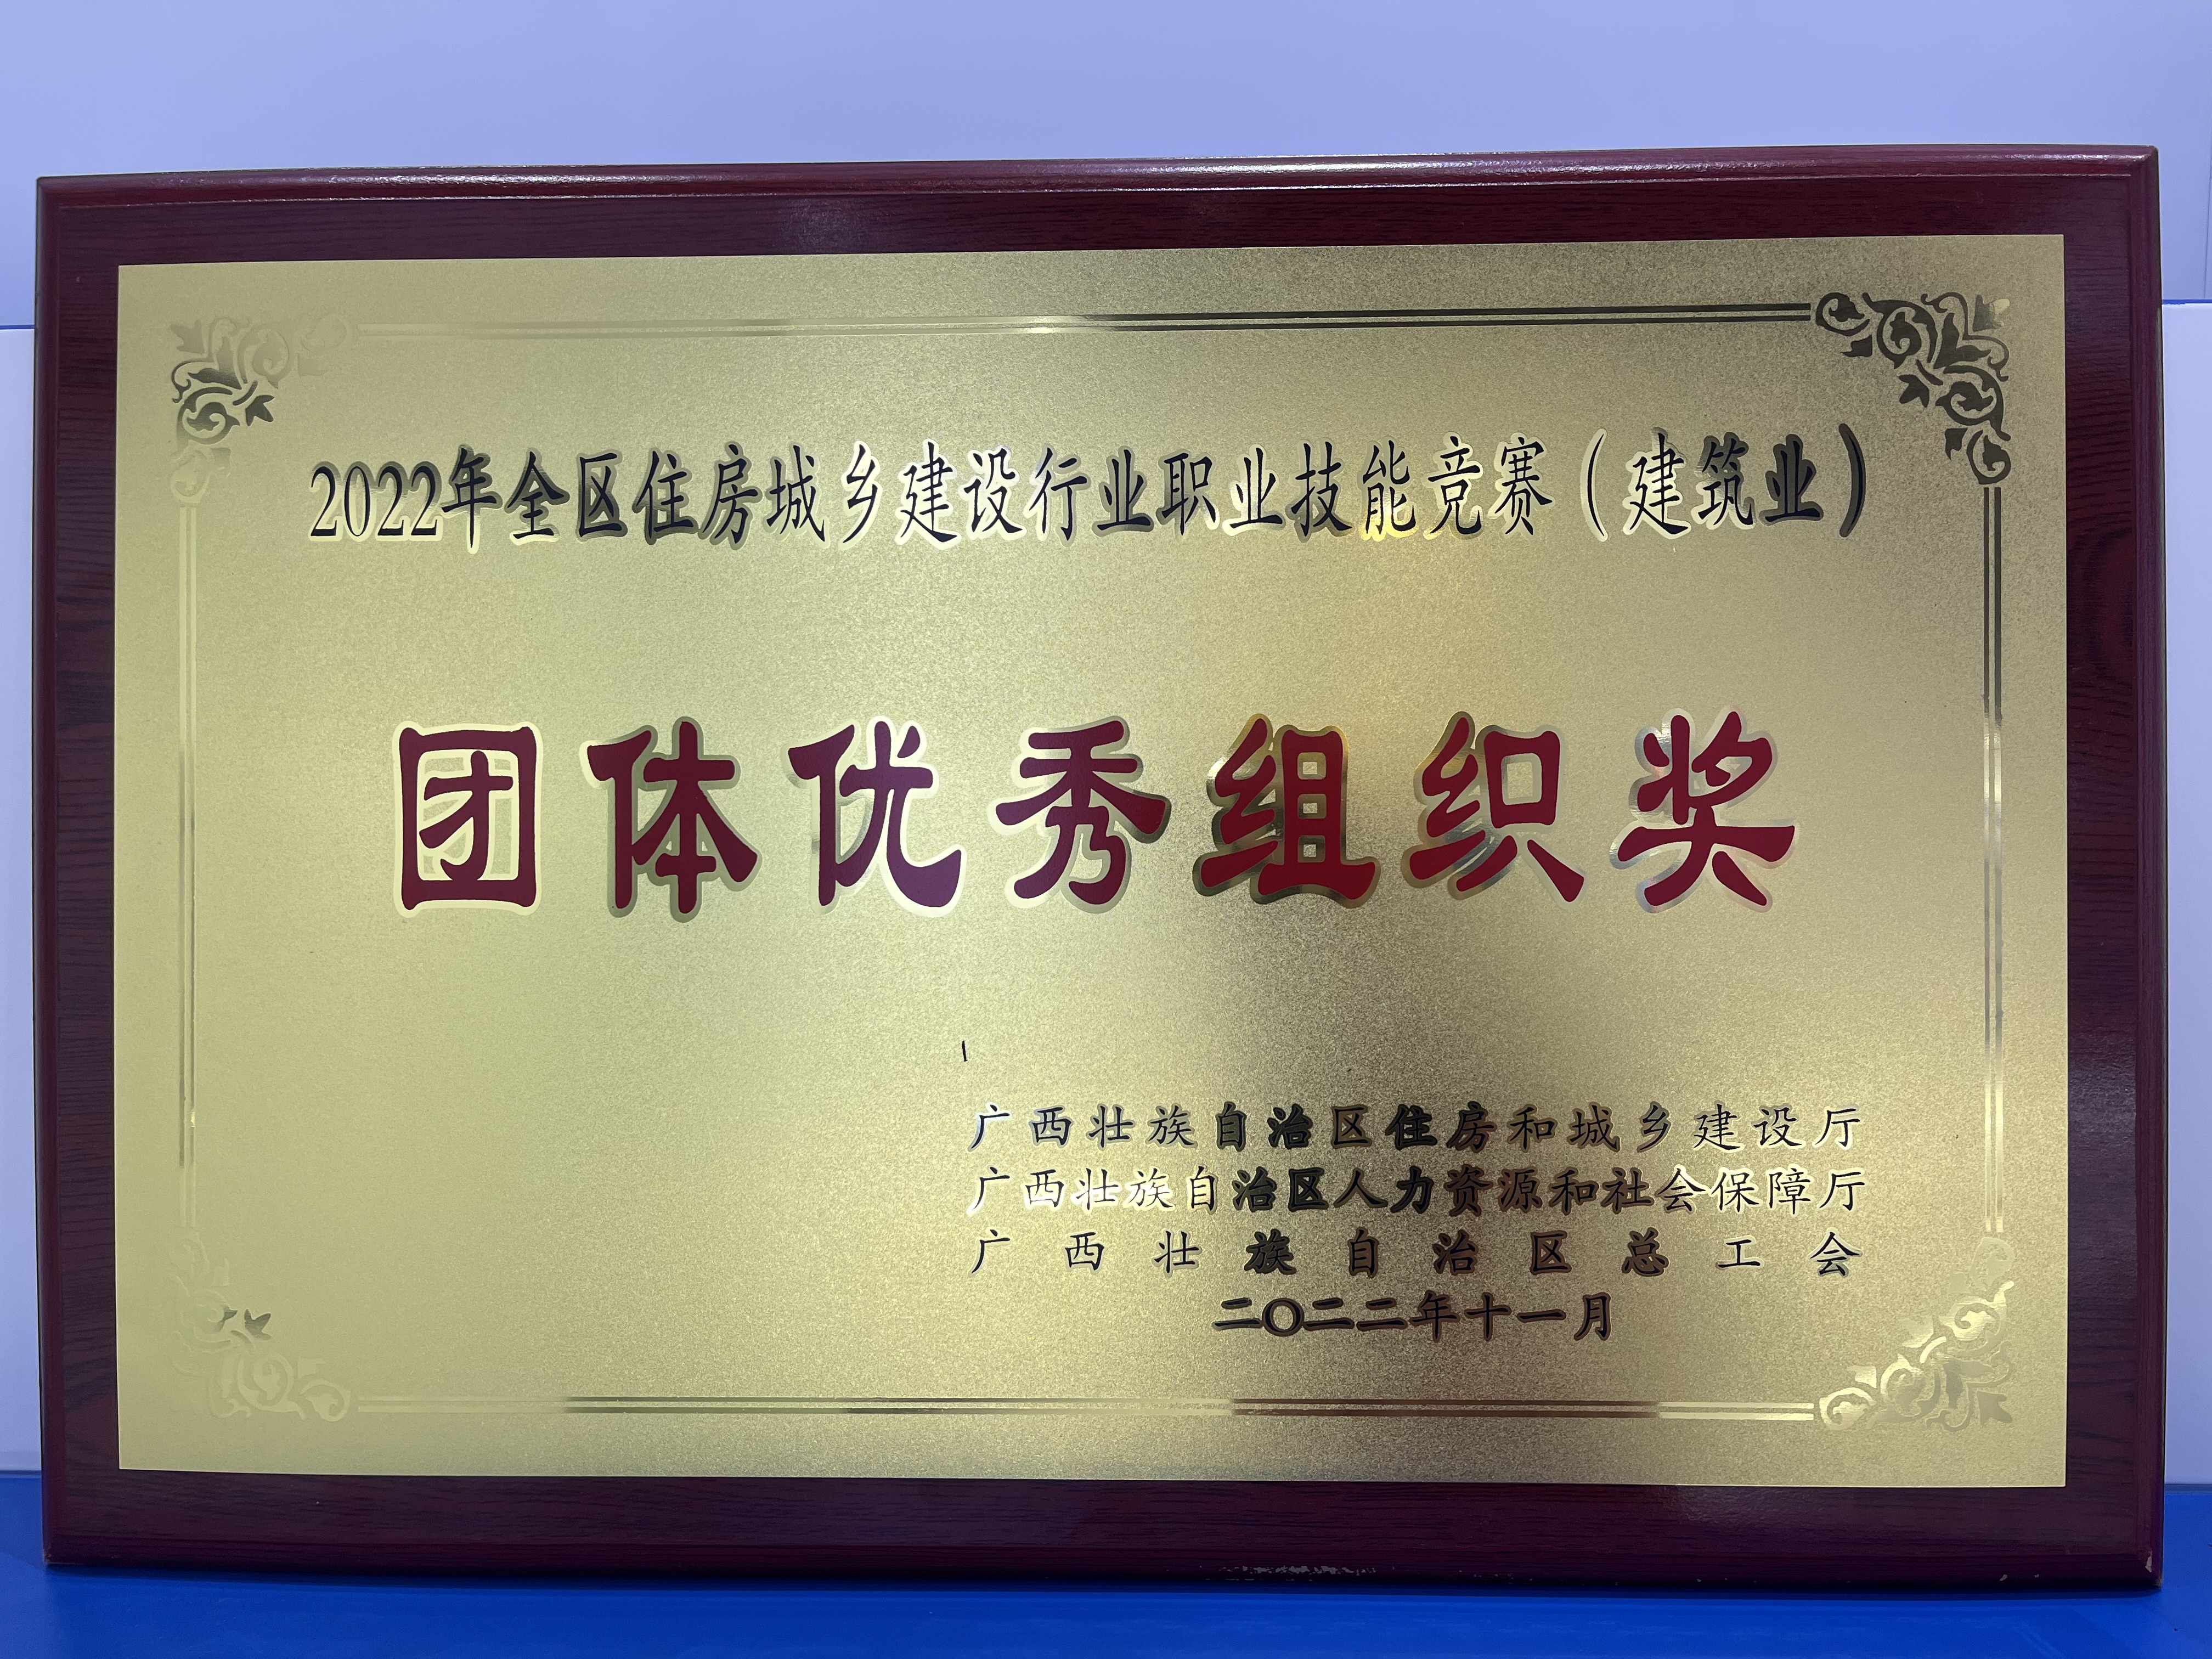 2022年全区住房城乡建设行业职业技能竞赛（建筑业）
团体优秀组织奖
广西壮族自治区住房和城乡建设厅
广西壮族自治区人力资源和社会保障厅
广西壮族自治区总工会
二〇二二年十一月